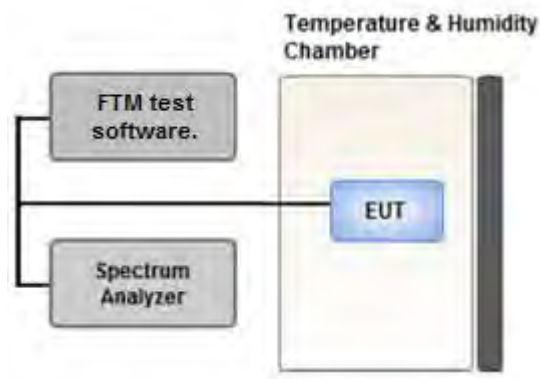 Temperature & Humidity
Chamber
FTM test
software.
EUT
Spectrum
Analyzer